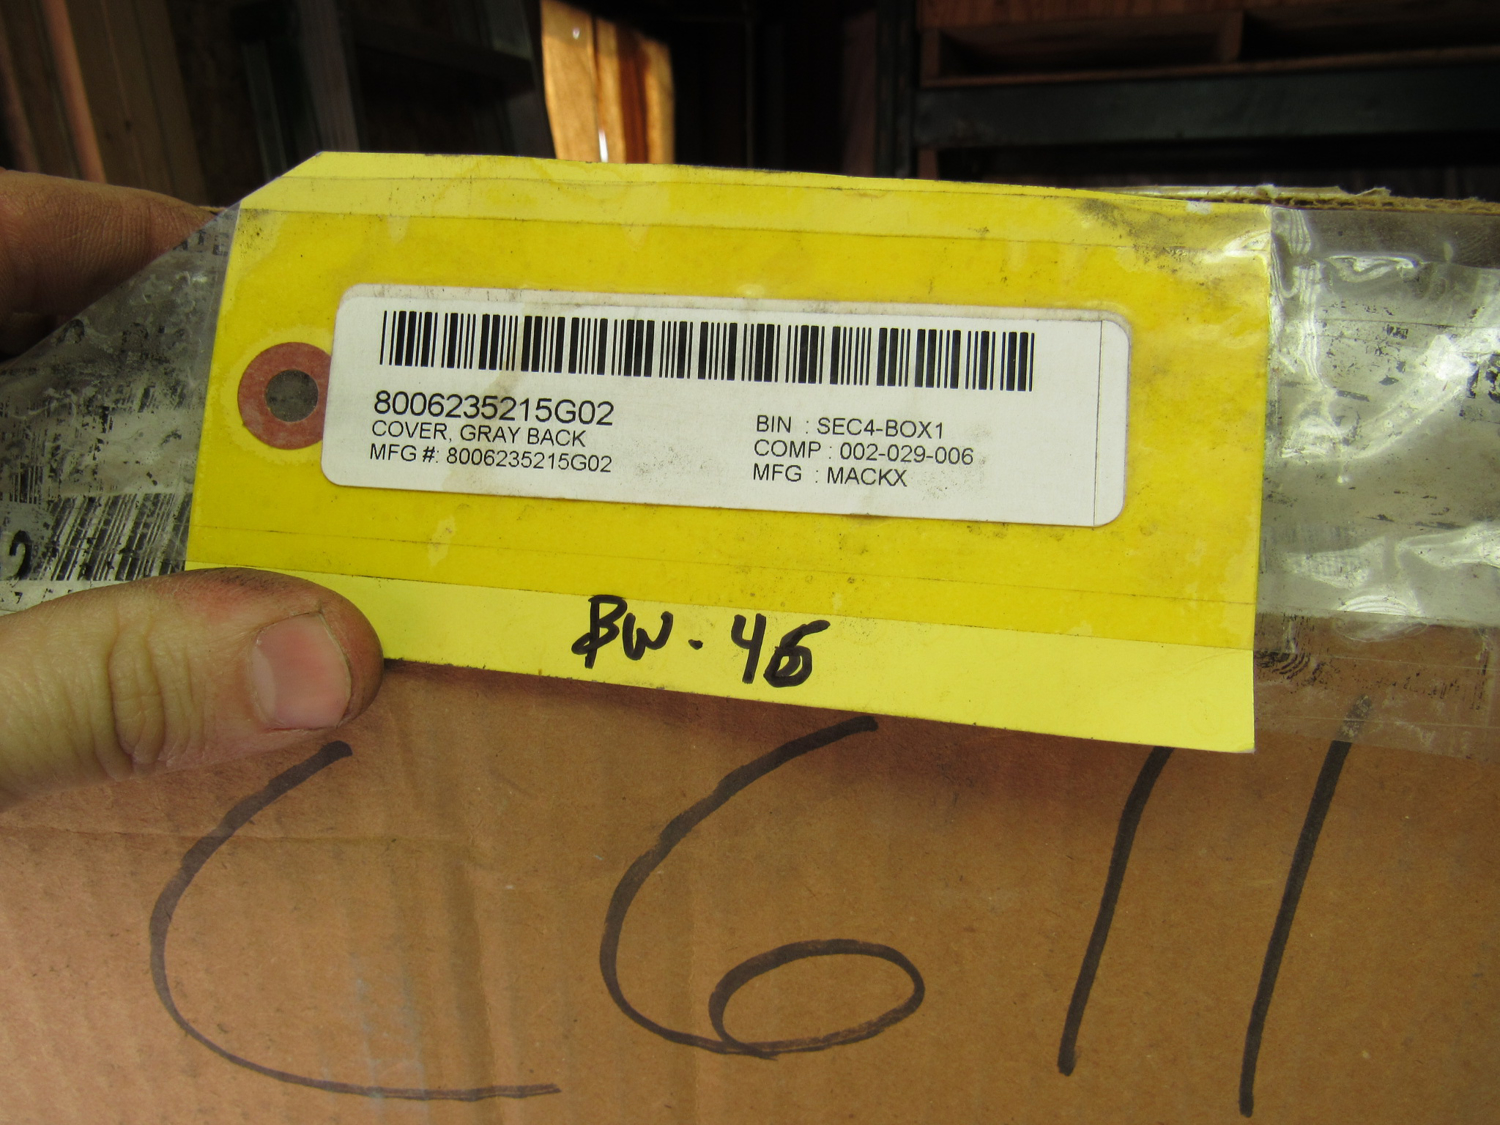 8006235215G02
COVER, GRAY BACK
MFG #: 8006235215G02
BIN : SEC4-BOX1
COMP : 002-029-006
MFG : MACKX
BW-46
C611